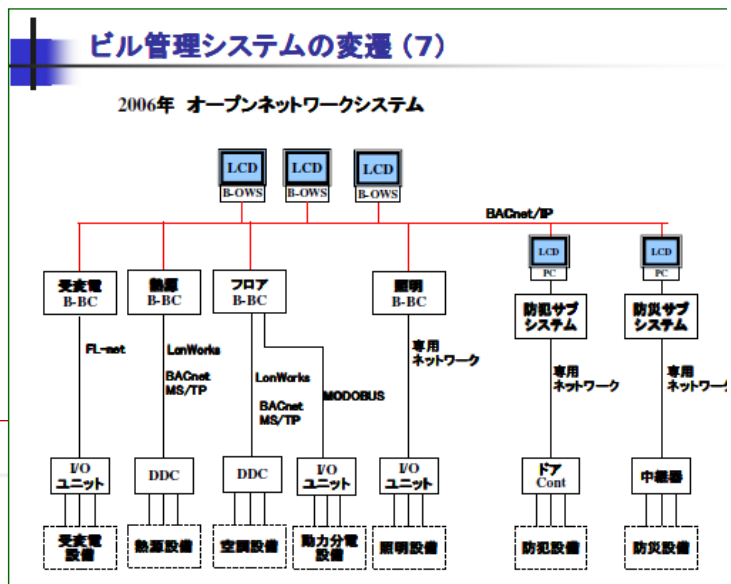 ビル管理システムの変遷（7）
2006年 オープンネットワークシステム
LCD
B-OWS
LCD
B-OWS
LCD
B-OWS
BACnet/IP
受変電
B-BC
熱源
B-BC
フロア
B-BC
照明
B-BC
LCD
PC
防犯サブ
システム
LCD
PC
防災サブ
システム
FL-net
LonWorks
BACnet
MS/TP
LonWorks
BACnet
MS/TP
MODOBUS
専用
ネットワーク
専用
ネットワーク
専用
ネットワーク
I/O
ユニット
DDC
DDC
I/O
ユニット
I/O
ユニット
ドア
Cont
中継器
受変電
設備
熱源設備
空調設備
動力分電
設備
照明設備
防犯設備
防災設備